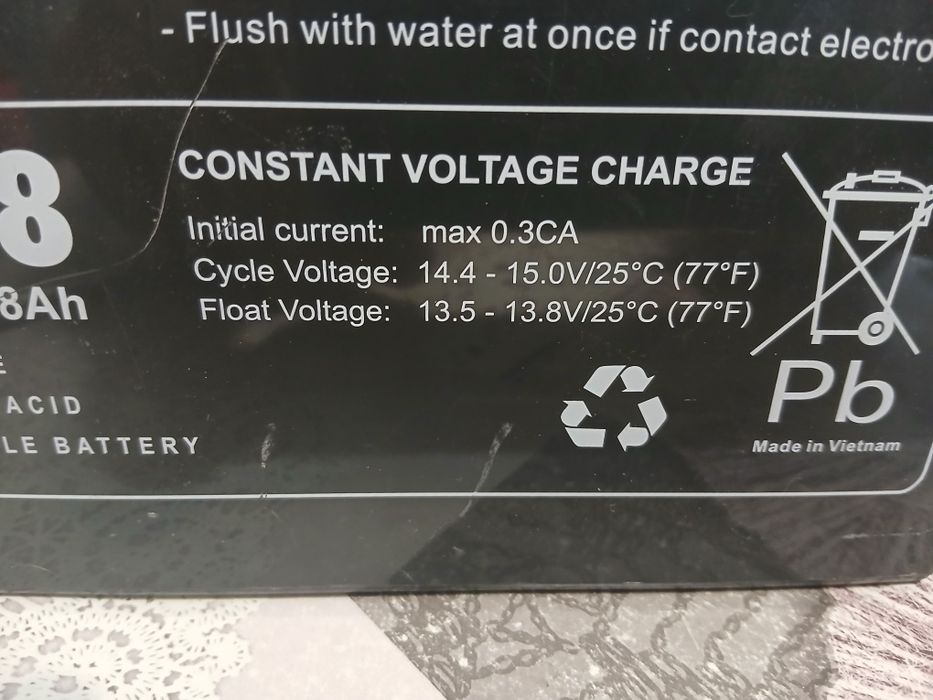 - Flush with water at once if contact electro
8
CONSTANT VOLTAGE CHARGE
Initial current: max 0.3CA
Cycle Voltage: 14.4 - 15.0V/25°C (77°F)
8Ah
Float Voltage: 13.5 - 13.8V/25°C (77°F)
E
ACID
Pb
LE BATTERY
Made in Vietnam